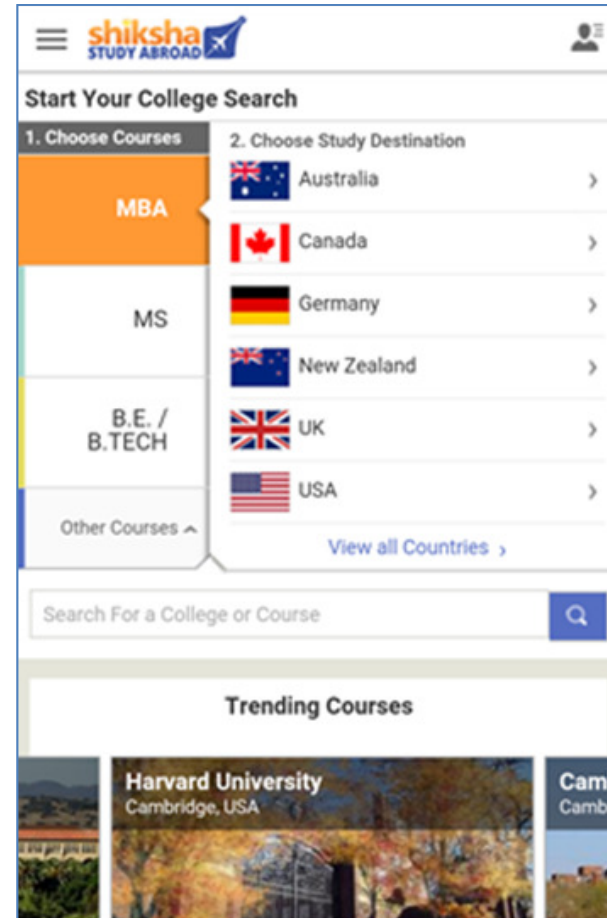 shiksha
STUDY ABROAD
Start Your College Search
1. Choose Courses
2. Choose Study Destination
MBA
MS
B.E. /
B.TECH
Other Courses
Australia
Canada
Germany
New Zealand
UK
USA
View all Countries
Search For a College or Course
Trending Courses
Harvard University
Cambridge, USA
Cam
Camb